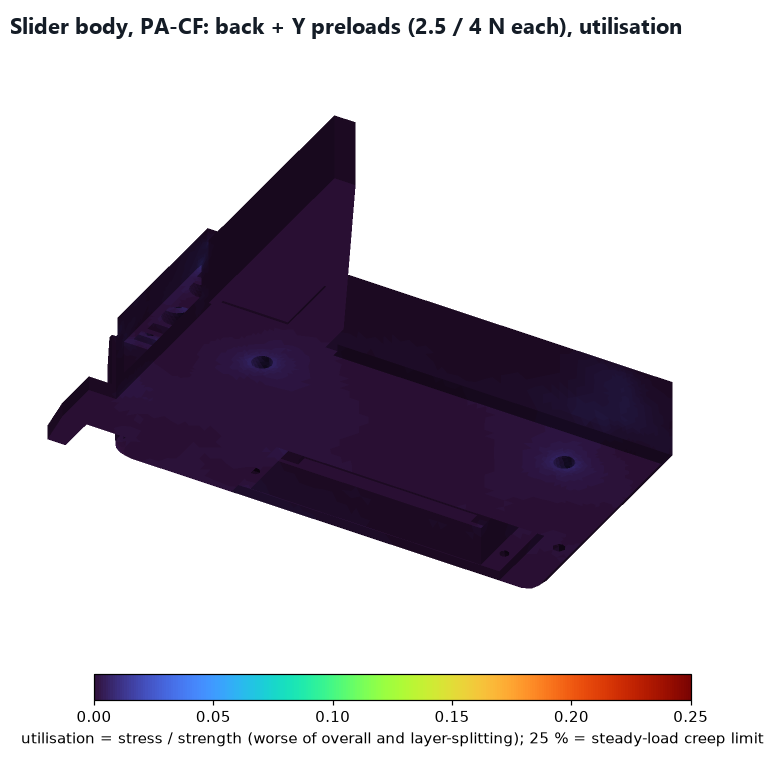 Slider body, PA-CF: back + Y preloads (2.5 / 4 N each), utilisation
0.00 0.05 0.10 0.15 0.20 0.25
utilisation = stress / strength (worse of overall and layer-splitting); 25 % = steady-load creep limit